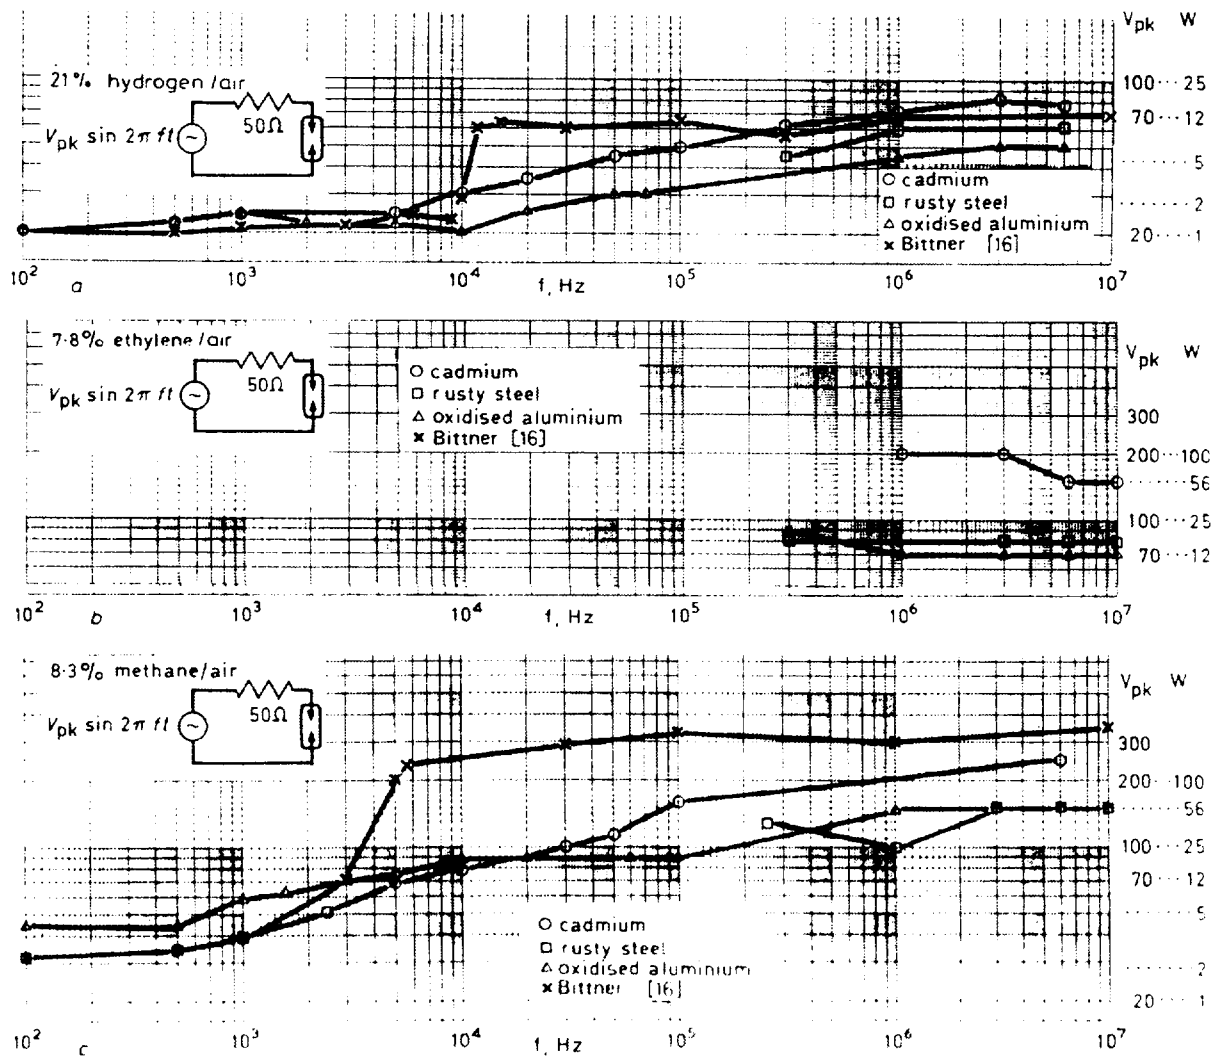 V_pk W
21% hydrogen/air
100···25
50Ω
V_pk sin 2π ft
~
70···12
·····5
○ cadmium
□ rusty steel
△ oxidised aluminium
× Bittner [16]
·····2
20····1
10² 10³ 10⁴ 10⁵ 10⁶ 10⁷
a f, Hz
7·8% ethylene/air
V_pk W
50Ω
V_pk sin 2π ft
~
○ cadmium
□ rusty steel
△ oxidised aluminium
× Bittner [16]
300
200···100
·····56
100···25
70···12
10² 10³ 10⁴ 10⁵ 10⁶ 10⁷
b f, Hz
8·3% methane/air
V_pk W
50Ω
V_pk sin 2π ft
~
300
200···100
·····56
100···25
70···12
·····5
○ cadmium
□ rusty steel
△ oxidised aluminium
× Bittner [16]
·····2
20····1
10² 10³ 10⁴ 10⁵ 10⁶ 10⁷
c f, Hz